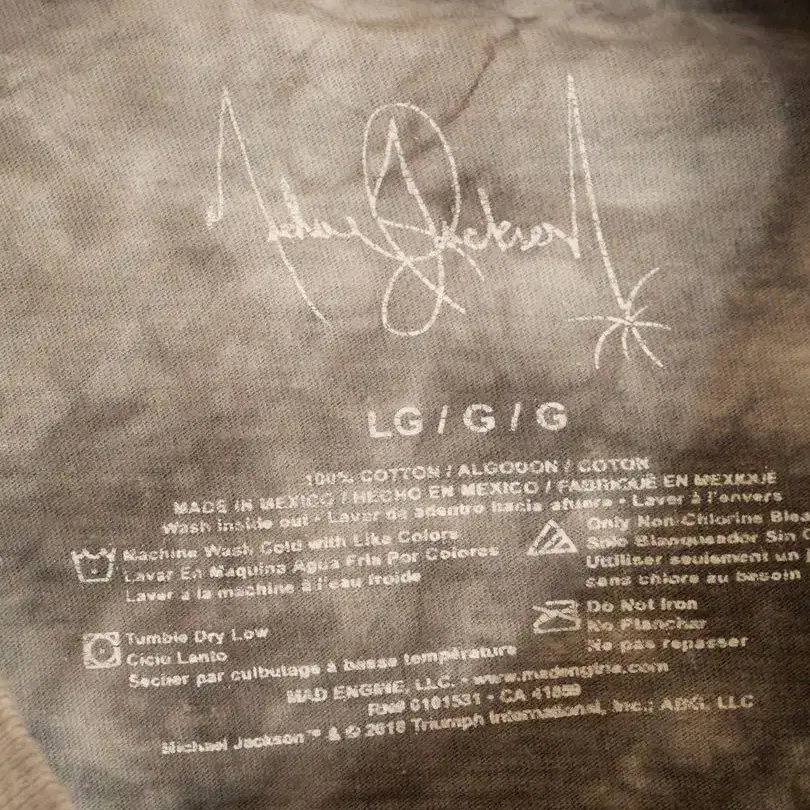 Michael Jackson
LG / G / G
100% COTTON / ALGODON / COTON
MADE IN MEXICO / HECHO EN MEXICO / FABRIQUÉ EN MEXIQUE
Wash inside out • Lavar de adentro hacia afuera • Laver à l'envers
Machine Wash Cold with Like Colors
Lavar En Maquina Agua Fria Por Colores
Laver à la machine à l'eau froide
Only Non-Chlorine
Solo Blanqueador Sin
Utiliser seulement un
sans chlore au besoin
Tumble Dry Low
Ciclo Lento
Sécher par culbutage à basse température
Do Not Iron
No Planchar
Ne pas repasser
MAD ENGINE, LLC. • www.madengine.com
RN# 0101531 • CA
Michael Jackson™ & © 2018 Triumph International, Inc.; ABG, LLC